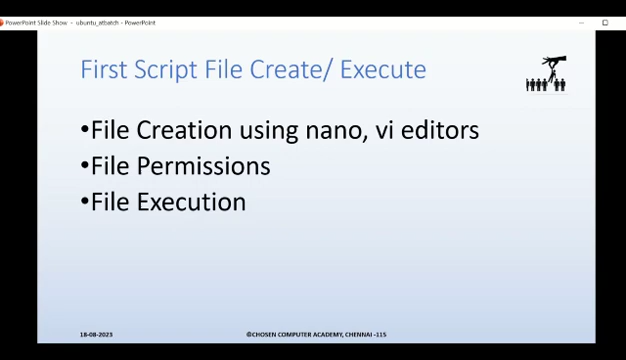 PowerPoint Slide Show - ubuntu_atbatch - PowerPoint
First Script File Create/ Execute
•File Creation using nano, vi editors
•File Permissions
•File Execution
18-08-2023
©CHOSEN COMPUTER ACADEMY, CHENNAI -115